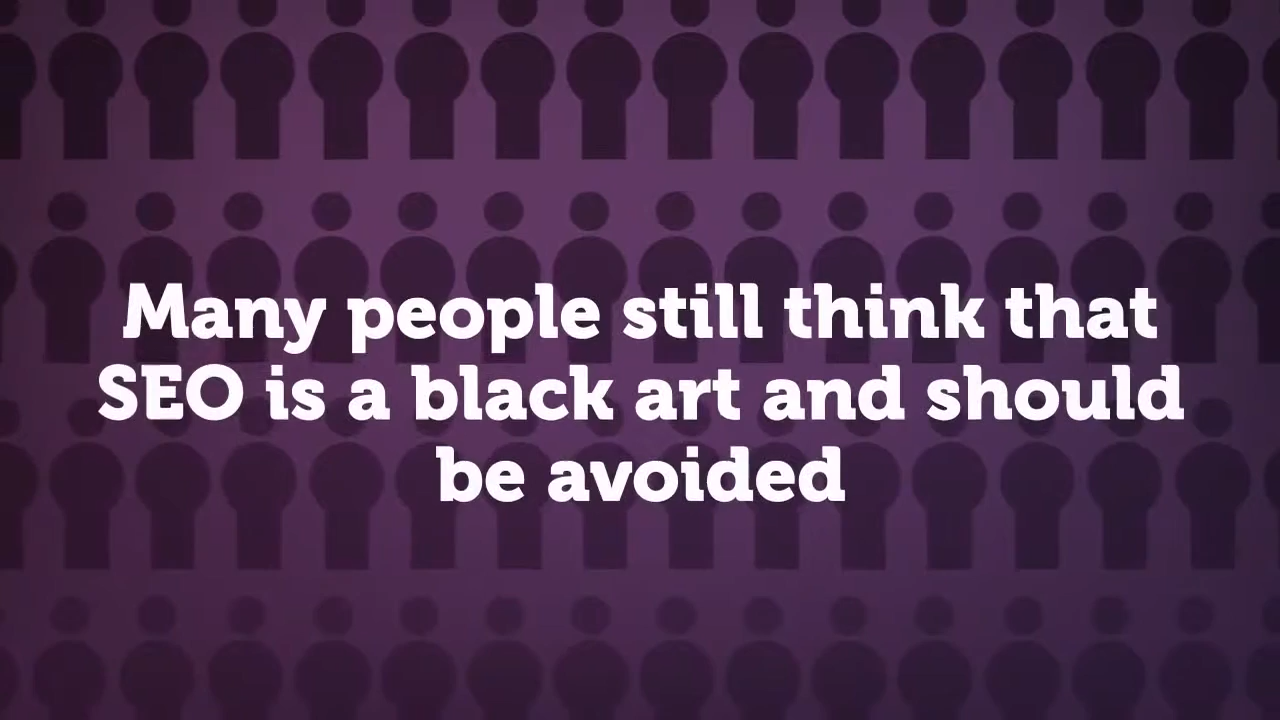 Many people still think that
SEO is a black art and should
be avoided